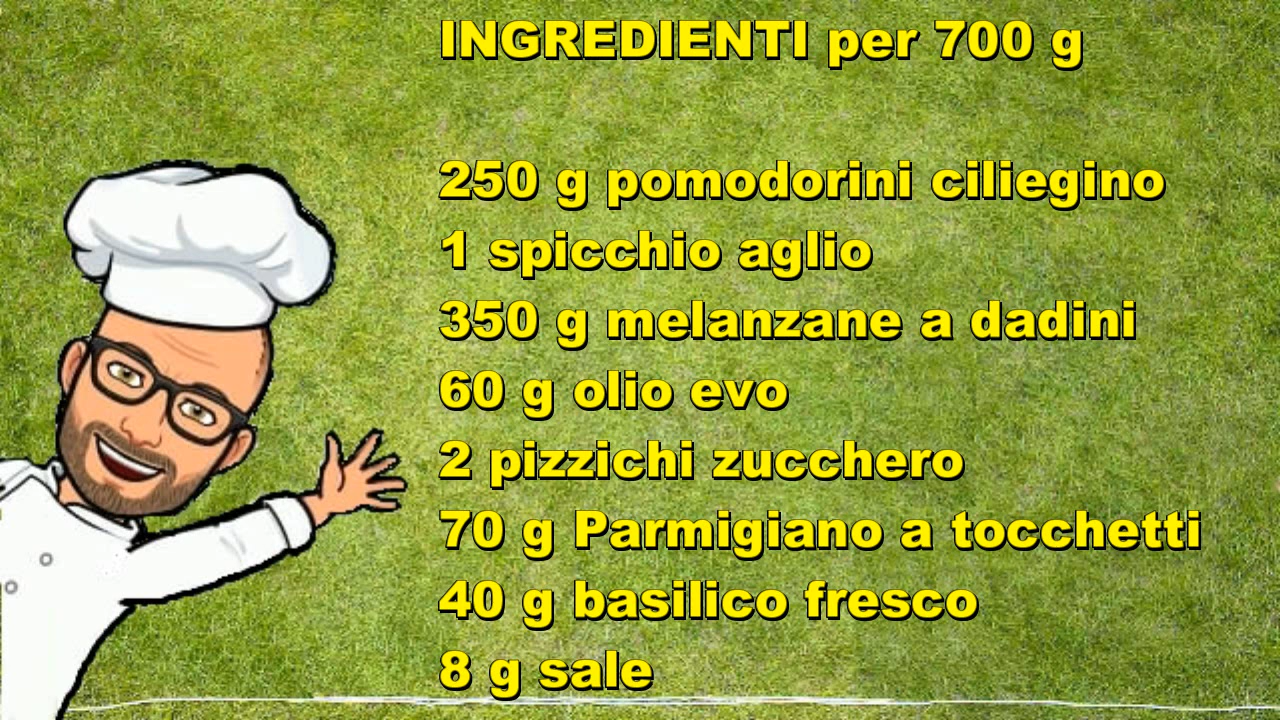 INGREDIENTI per 700 g
250 g pomodorini ciliegino
1 spicchio aglio
350 g melanzane a dadini
60 g olio evo
2 pizzichi zucchero
70 g Parmigiano a tocchetti
40 g basilico fresco
8 g sale